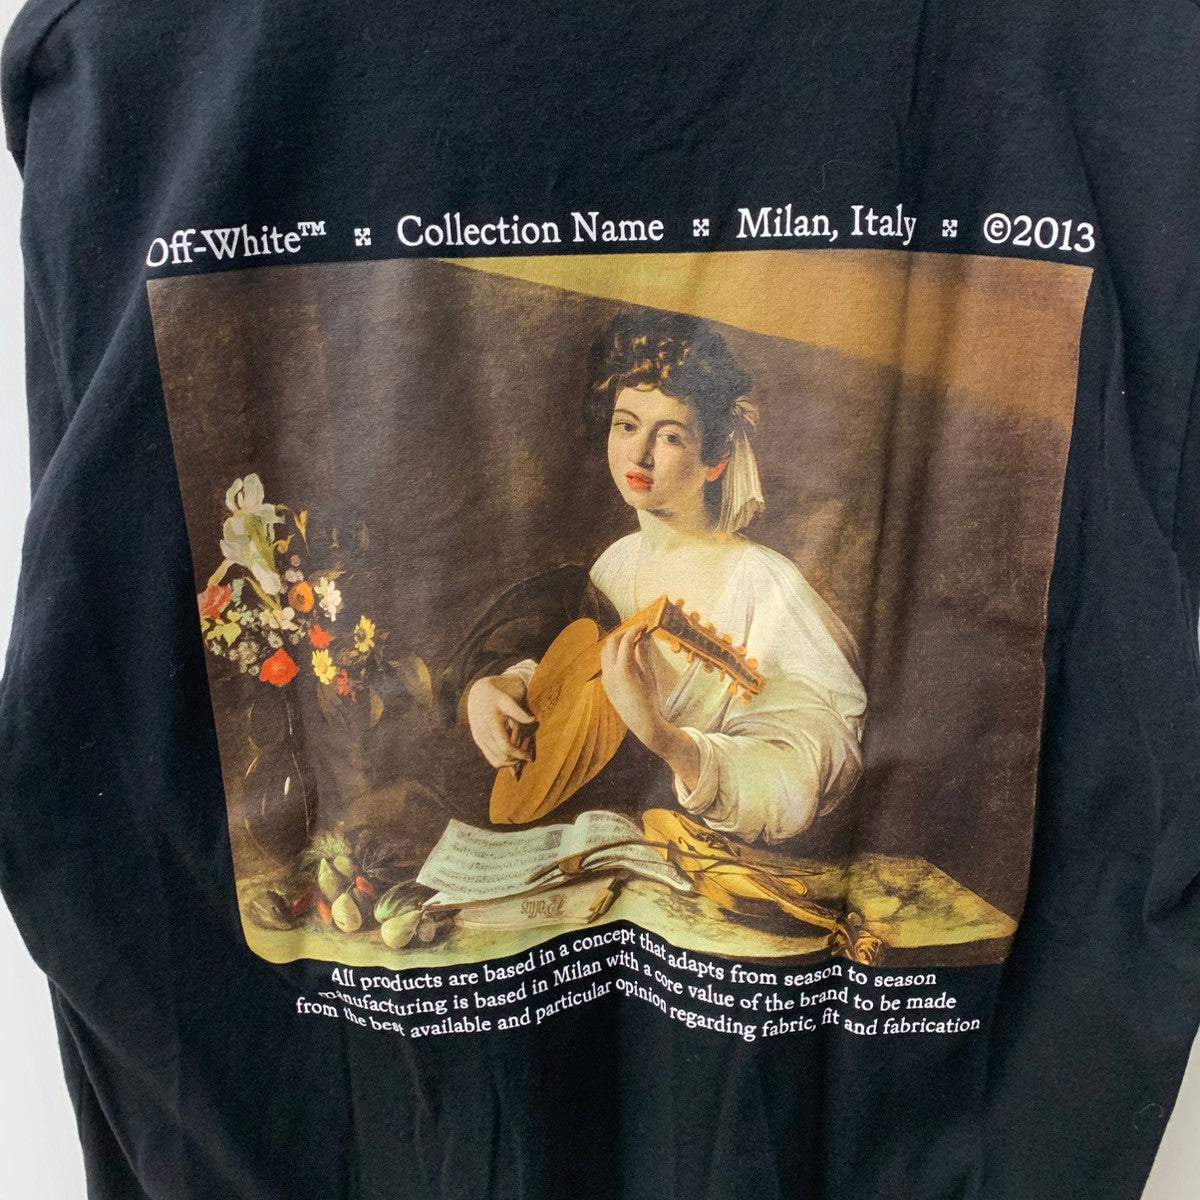 Off-White™ Collection Name Milan, Italy ©2013
All products are based in a concept that adapts from season to season
manufacturing is based in Milan with a core value of the brand to be made
from the best available and particular opinion regarding fabric, fit and fabrication